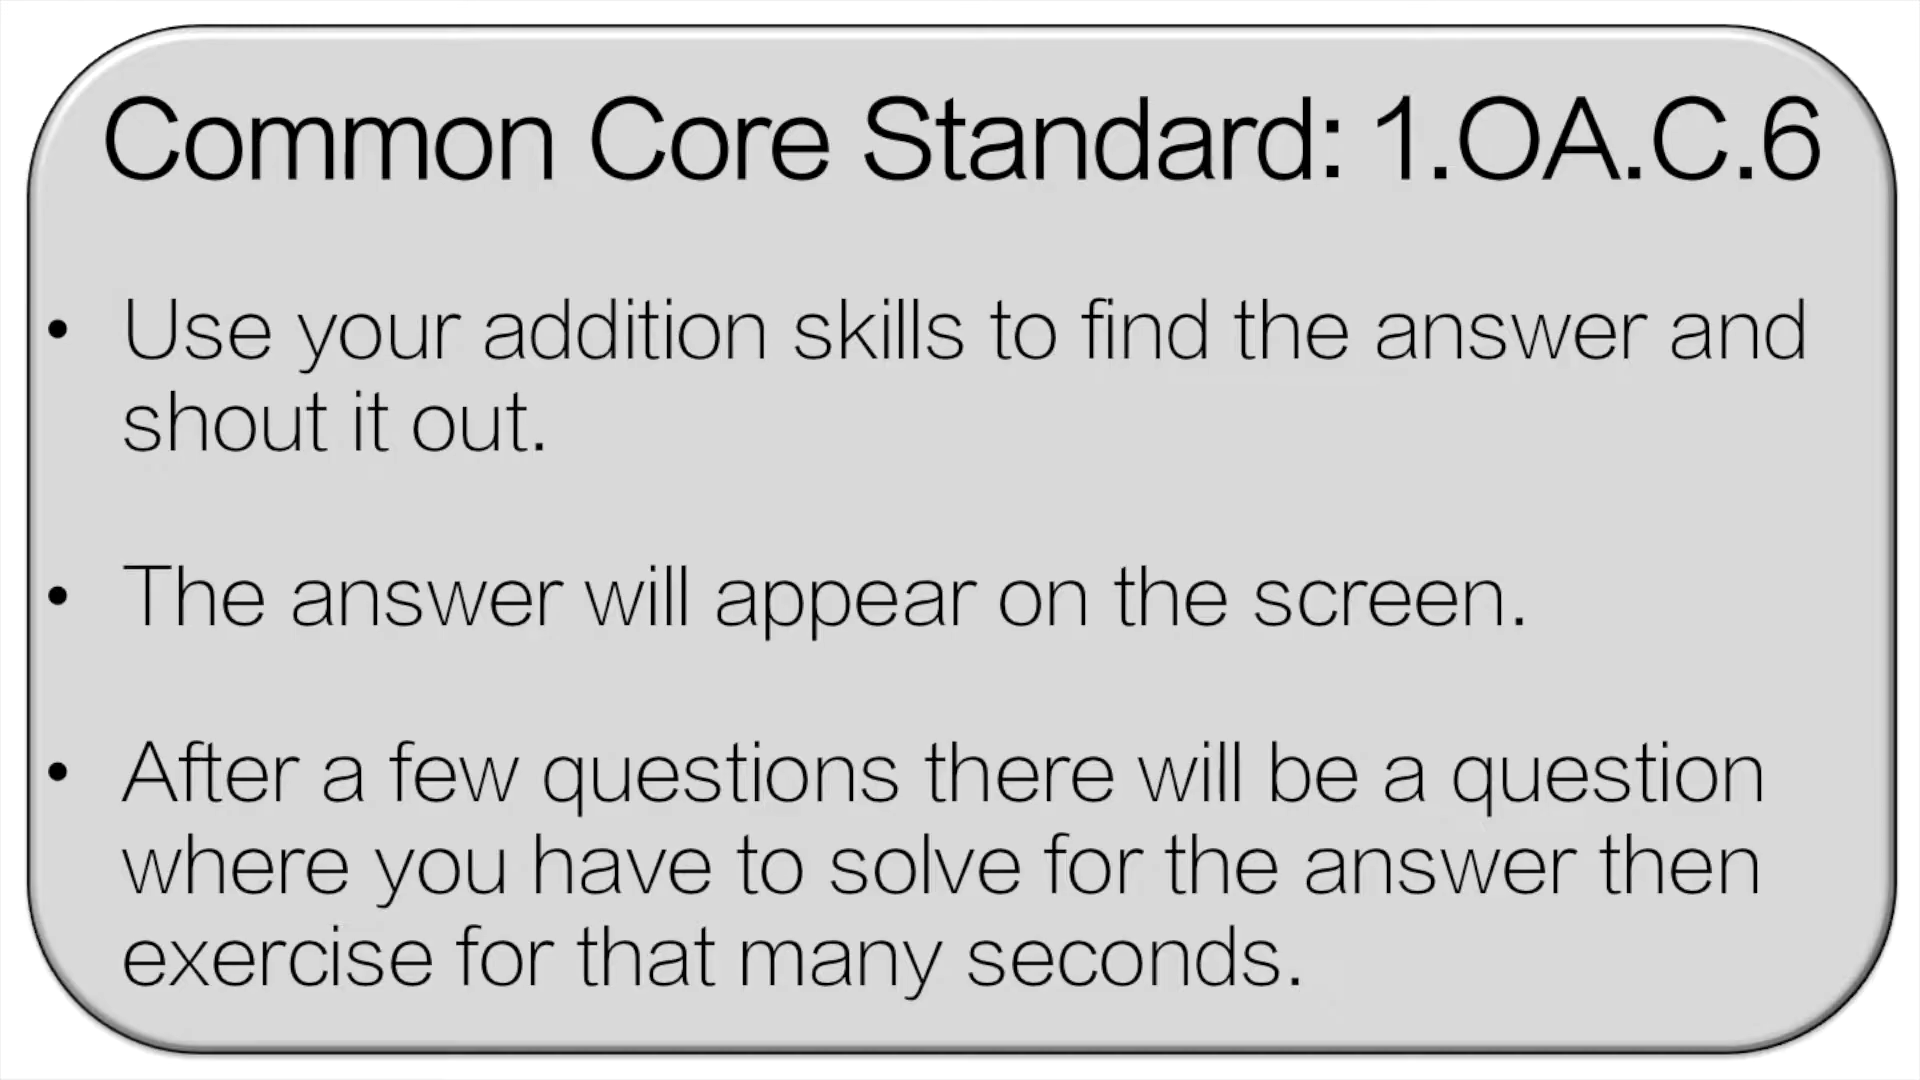 Common Core Standard: 1.OA.C.6
• Use your addition skills to find the answer and
shout it out.
• The answer will appear on the screen.
• After a few questions there will be a question
where you have to solve for the answer then
exercise for that many seconds.